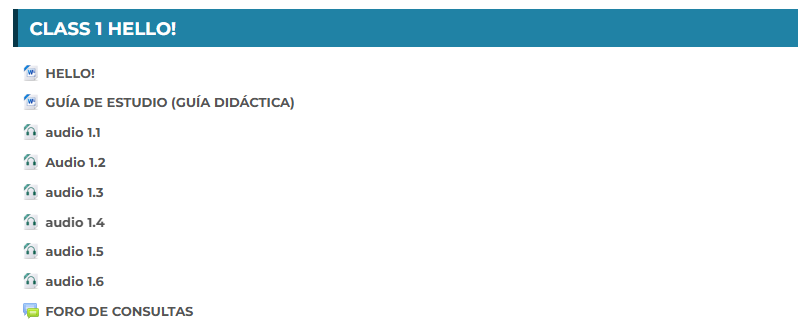 CLASS 1 HELLO!
HELLO!
GUÍA DE ESTUDIO (GUÍA DIDÁCTICA)
audio 1.1
Audio 1.2
audio 1.3
audio 1.4
audio 1.5
audio 1.6
FORO DE CONSULTAS